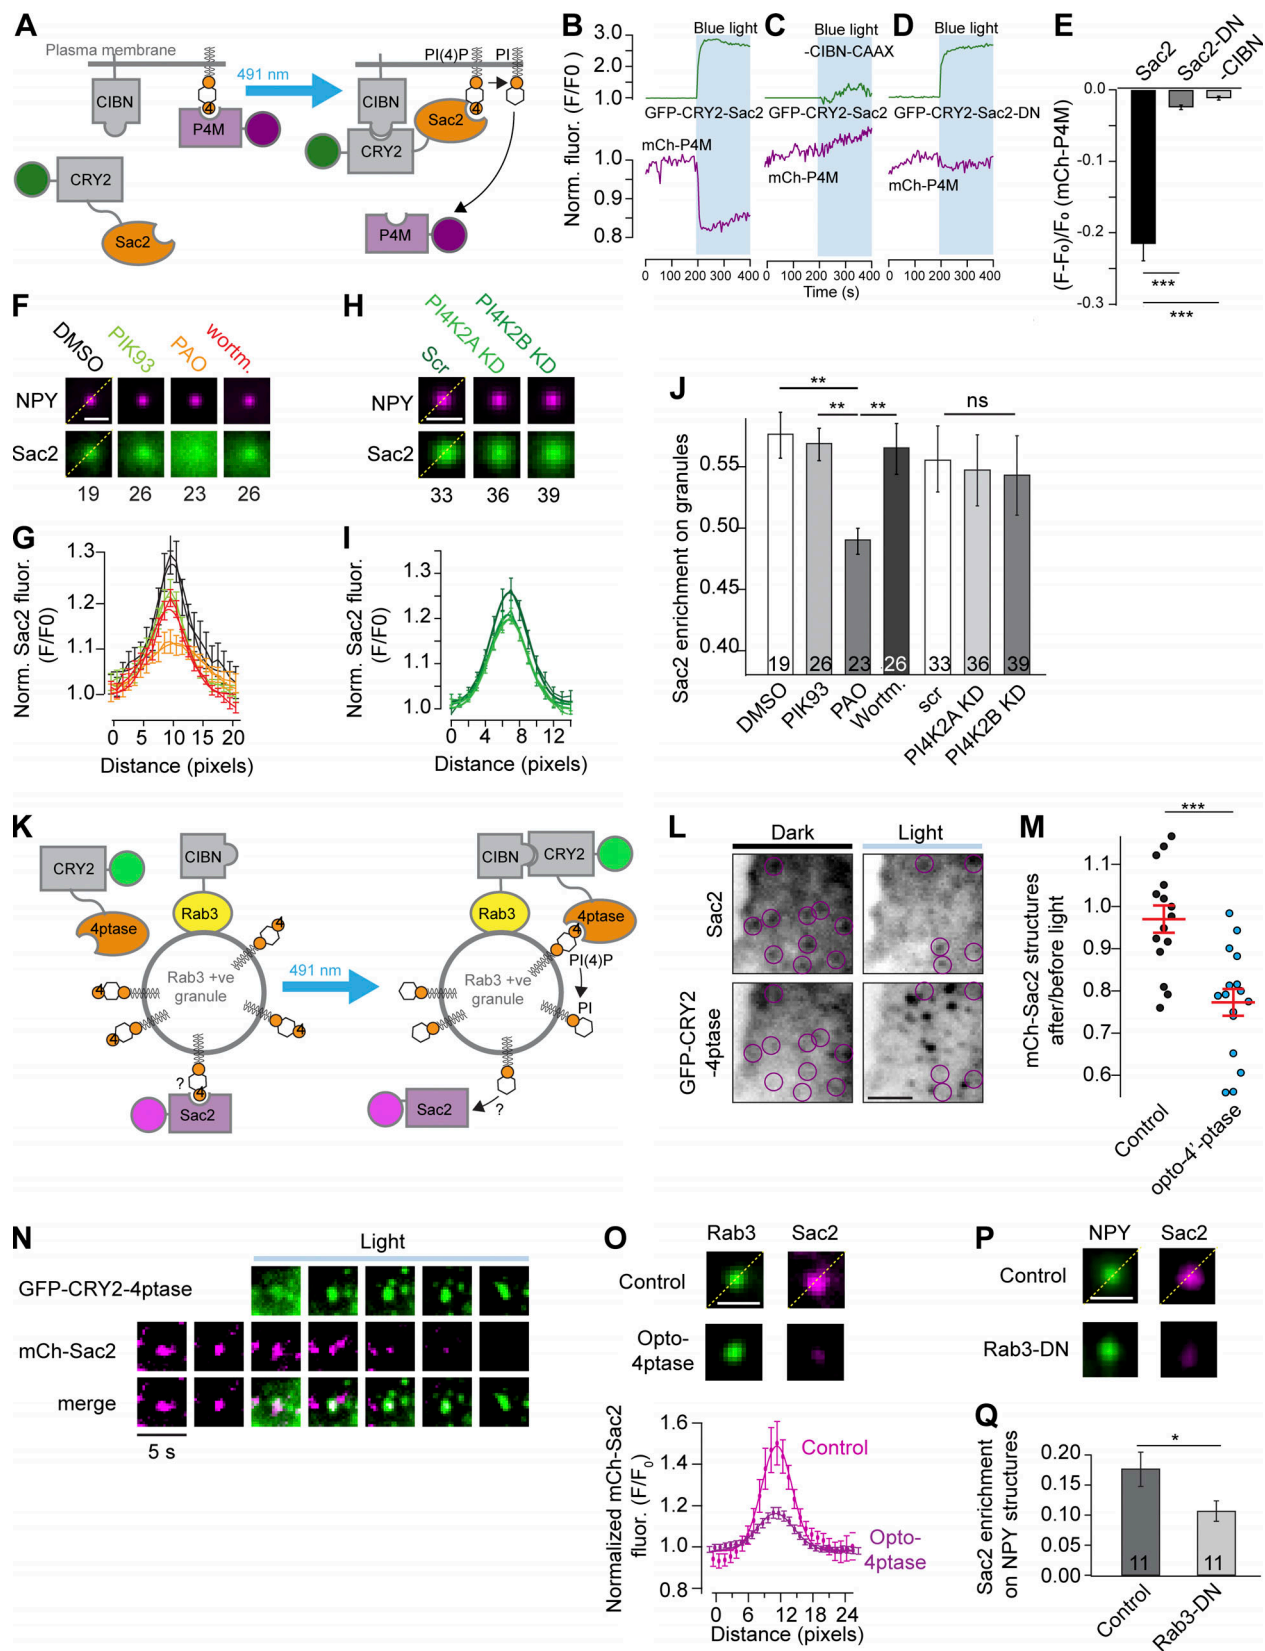 A
Plasma membrane
CIBN
4
P4M
CRY2
Sac2
491 nm
PI(4)P
PI
CIBN
Sac2
4
CRY2
P4M
B
Blue light
C
Blue light
-CIBN-CAAX
D
Blue light
Norm. fluor. (F/F0)
3.0
2.0
1.0
GFP-CRY2-Sac2
GFP-CRY2-Sac2
GFP-CRY2-Sac2-DN
mCh-P4M
mCh-P4M
mCh-P4M
1.0
0.9
0.8
0 100 200 300 400
0 100 200 300 400
0 100 200 300 400
Time (s)
E
Sac2
Sac2-DN
-CIBN
(F-F₀)/F₀ (mCh-P4M)
0.0
-0.1
-0.2
-0.3
***
***
F
DMSO
PIK93
PAO
wortm.
NPY
Sac2
19 26 23 26
H
Scr
PI4K2A KD
PI4K2B KD
NPY
Sac2
33 36 39
G
Norm. Sac2 fluor.
(F/F0)
1.3
1.2
1.1
1.0
0 5 10 15 20
Distance (pixels)
I
Norm. Sac2 fluor.
(F/F0)
1.3
1.2
1.1
1.0
0 4 8 12
Distance (pixels)
J
Sac2 enrichment on granules
0.55
0.50
0.45
0.40
**
** **
ns
19 26 23 26 33 36 39
DMSO
PIK93
PAO
Wortm.
scr
PI4K2A KD
PI4K2B KD
K
CRY2
4ptase
CIBN
Rab3
Rab3 +ve
granule
4
4
4
4
4
?
Sac2
491 nm
CIBN
CRY2
Rab3
4ptase
4
PI(4)P
PI
Rab3 +ve
granule
?
Sac2
L
Dark
Light
Sac2
GFP-CRY2
-4ptase
M
***
mCh-Sac2 structures
after/before light
1.1
1.0
0.9
0.8
0.7
0.6
Control
opto-4'-ptase
N
Light
GFP-CRY2-4ptase
mCh-Sac2
merge
5 s
O
Rab3
Sac2
Control
Opto-
4ptase
Normalized mCh-Sac2
fluor. (F/F₀)
1.6
1.4
1.2
1.0
0.8
Control
Opto-
4ptase
0 6 12 18 24
Distance (pixels)
P
NPY
Sac2
Control
Rab3-DN
Q
Sac2 enrichment
on NPY structures
0.20
0.15
0.10
0.05
0.00
*
11 11
Control
Rab3-DN